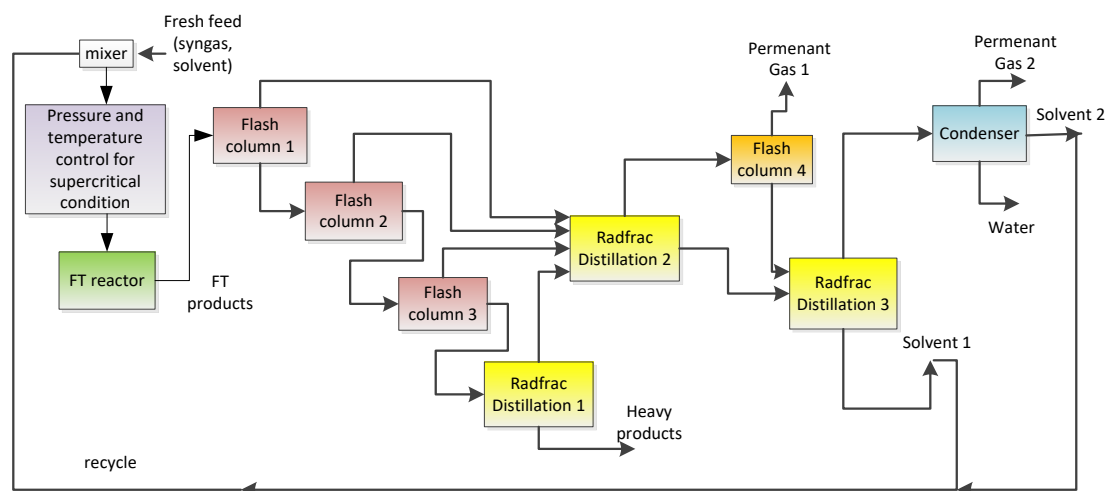 Fresh feed
(syngas,
solvent)
mixer
Pressure and
temperature
control for
supercritical
condition
FT reactor
FT
products
Flash
column 1
Flash
column 2
Flash
column 3
Radfrac
Distillation 1
Heavy
products
Radfrac
Distillation 2
Permenant
Gas 1
Flash
column 4
Radfrac
Distillation 3
Permenant
Gas 2
Condenser
Solvent 2
Water
Solvent 1
recycle